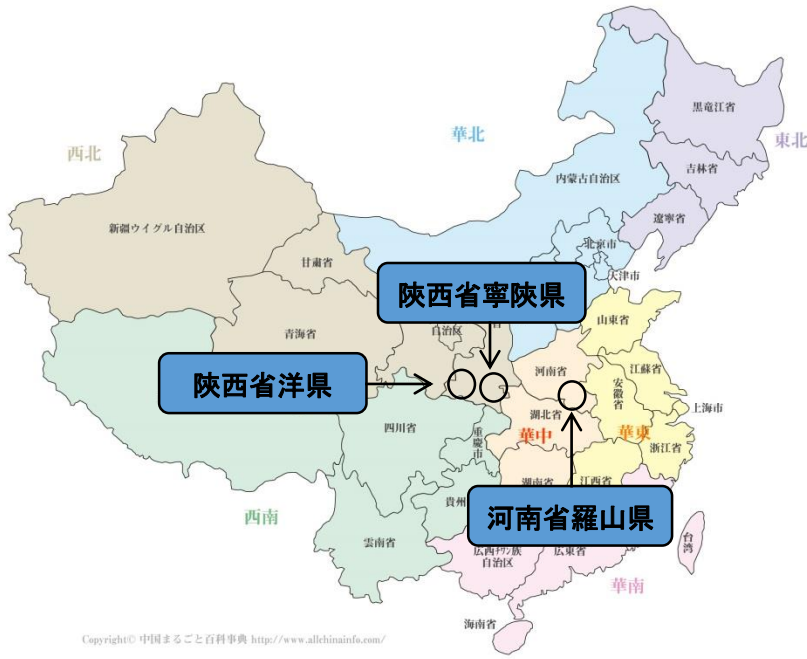 黒竜江省
東北
華北
西北
吉林省
内蒙古自治区
遼寧省
新疆ウイグル自治区
北京市
甘粛省
天津市
陝西省寧陝県
山東省
青海省
自治区
省
河南省
江蘇省
陝西省洋県
安徽省
上海市
湖北省
四川省
重慶市
華中
華東
浙江省
湖南省
江西省
貴州
西南
河南省羅山県
雲南省
台湾
広西チワン族
自治区
広東省
華南
海南省
Copyright© 中国まるごと百科事典 http://www.allchinainfo.com/